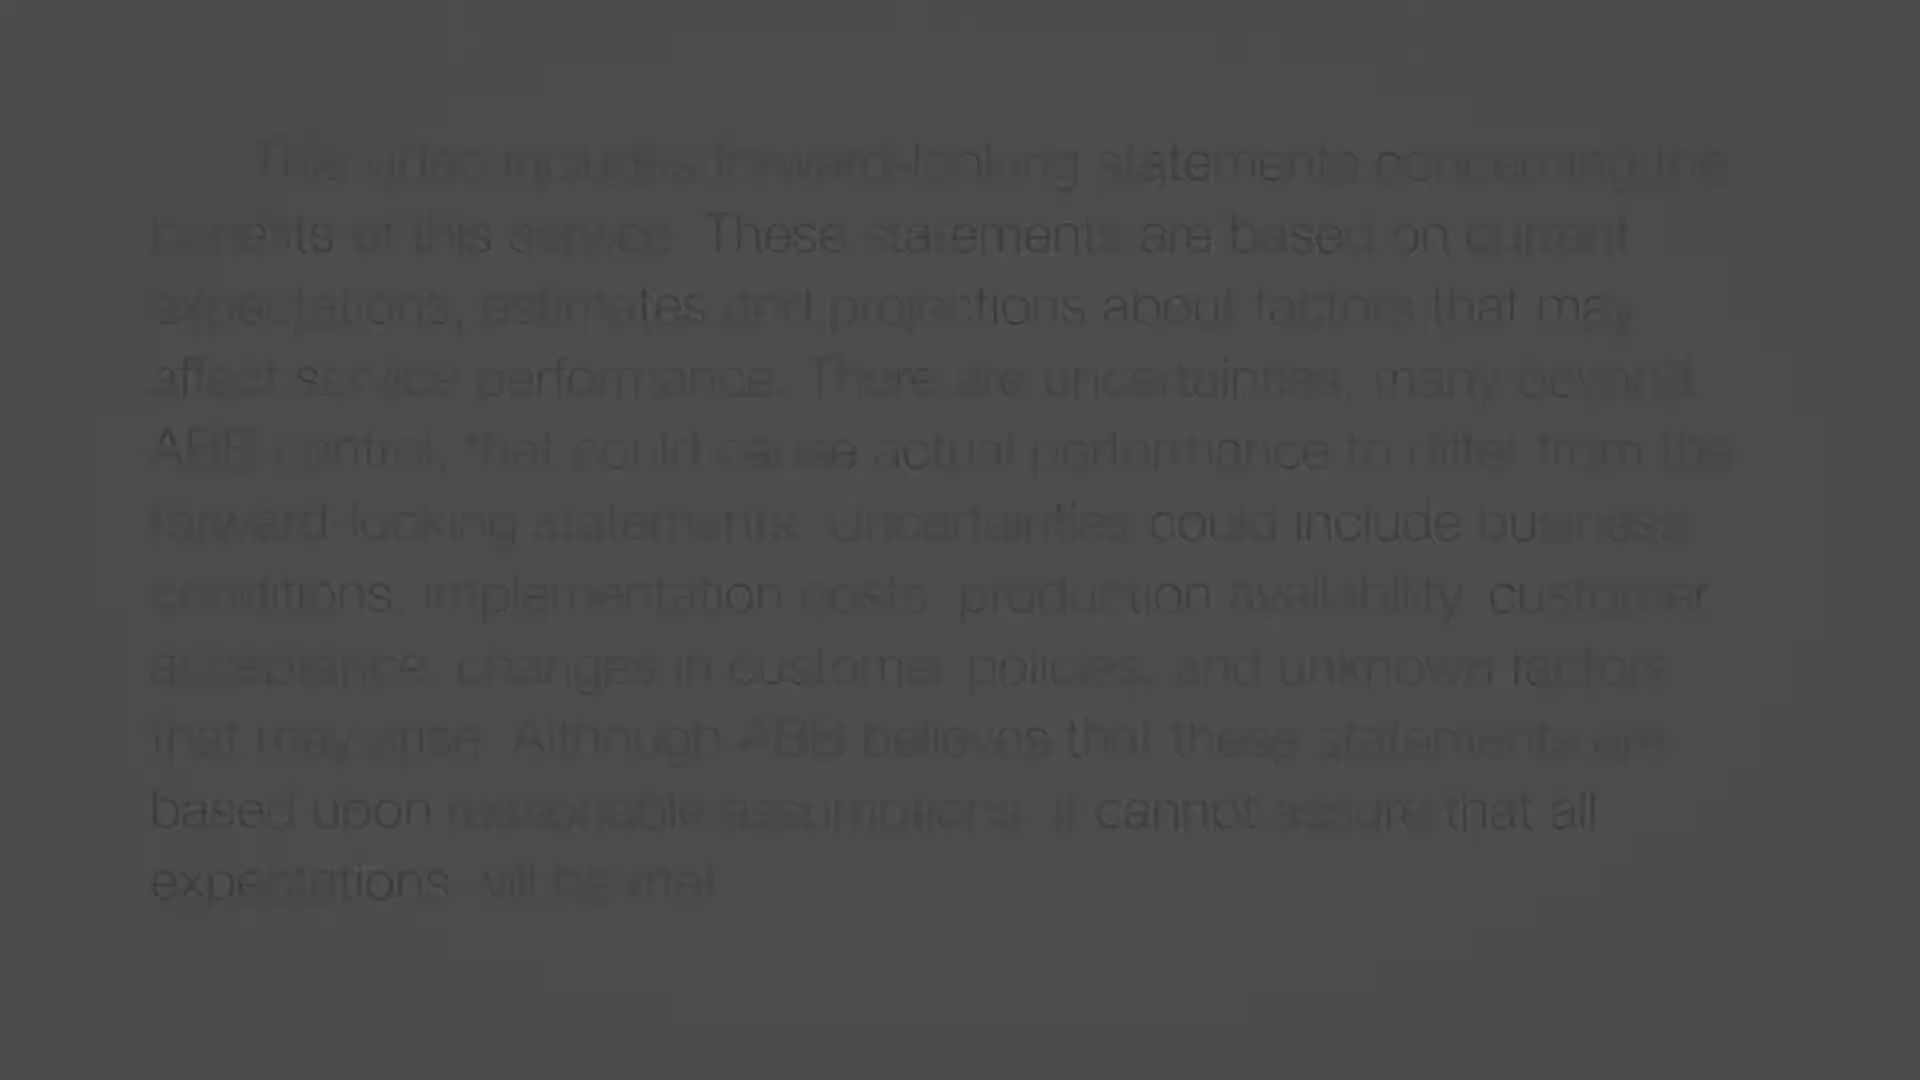 This video includes forward-looking statements concerning the
benefits of this service. These statements are based on current
expectations, estimates and projections about factors that may
affect service performance. There are uncertainties, many beyond
ABB control, that could cause actual performance to differ from the
forward-looking statements. Uncertainties could include business
conditions, implementation costs, production availability, customer
acceptance, changes in customer policies, and unknown factors
that may arise. Although ABB believes that these statements are
based upon reasonable assumptions, it cannot assure that all
expectations will be met.